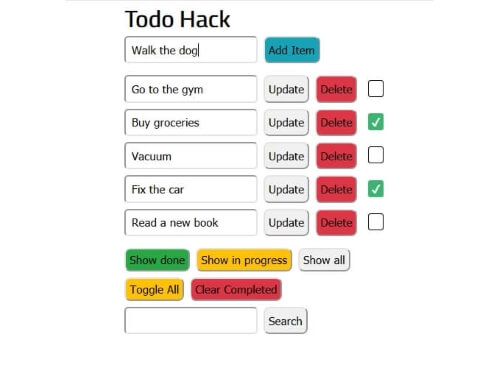 Todo Hack
Walk the dog Add Item
Go to the gym Update Delete
Buy groceries Update Delete
Vacuum Update Delete
Fix the car Update Delete
Read a new book Update Delete
Show done Show in progress Show all
Toggle All Clear Completed
Search